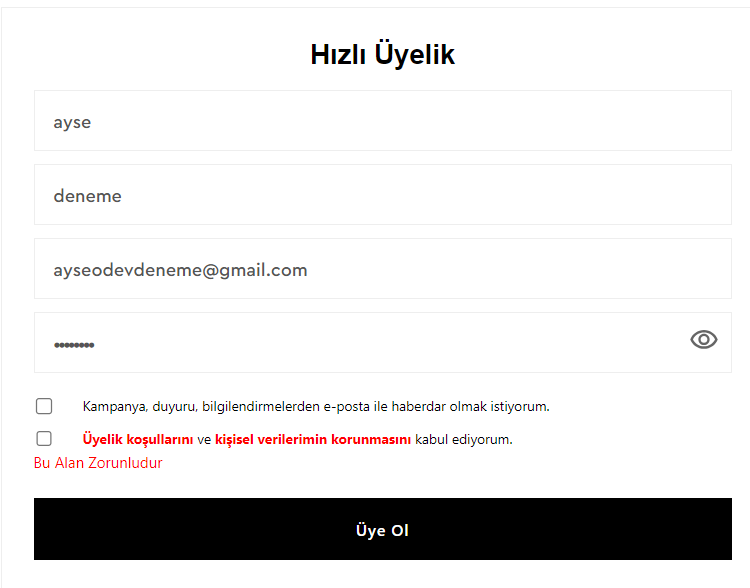 Hızlı Üyelik
ayse
deneme
ayseodevdeneme@gmail.com
••••••••
Kampanya, duyuru, bilgilendirmelerden e-posta ile haberdar olmak istiyorum.
Üyelik koşullarını ve kişisel verilerimin korunmasını kabul ediyorum.
Bu Alan Zorunludur
Üye Ol